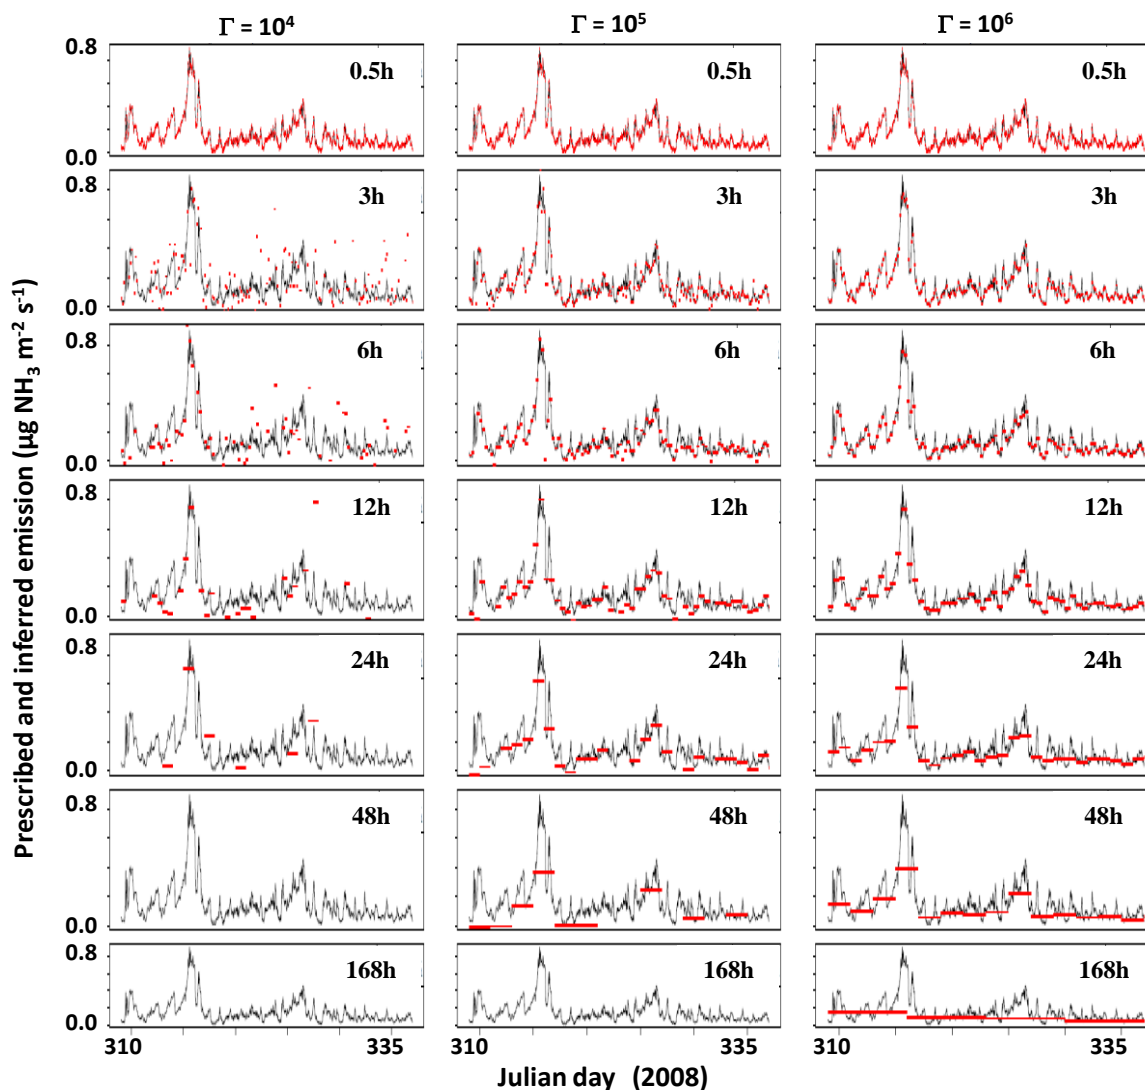 Γ = 10⁴ Γ = 10⁵ Γ = 10⁶
0.8 0.5h 0.5h 0.5h
0.0
0.8 3h 3h 3h
0.0
0.8 6h 6h 6h
0.0
0.8 12h 12h 12h
0.0
0.8 24h 24h 24h
0.0
0.8 48h 48h 48h
0.0
0.8 168h 168h 168h
0.0
310 335 310 335 310 335
Julian day (2008)
Prescribed and inferred emission (µg NH₃ m⁻² s⁻¹)